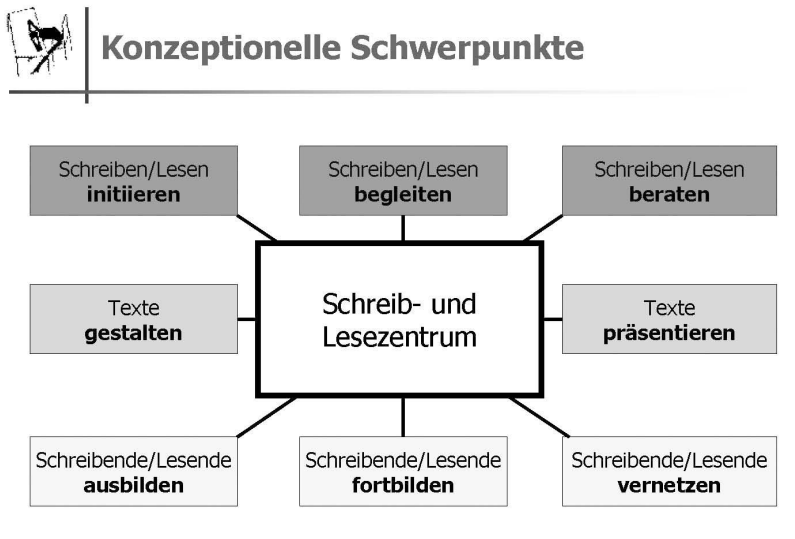 Konzeptionelle Schwerpunkte
Schreiben/Lesen
initiieren
Schreiben/Lesen
begleiten
Schreiben/Lesen
beraten
Texte
gestalten
Schreib- und
Lesezentrum
Texte
präsentieren
Schreibende/Lesende
ausbilden
Schreibende/Lesende
fortbilden
Schreibende/Lesende
vernetzen